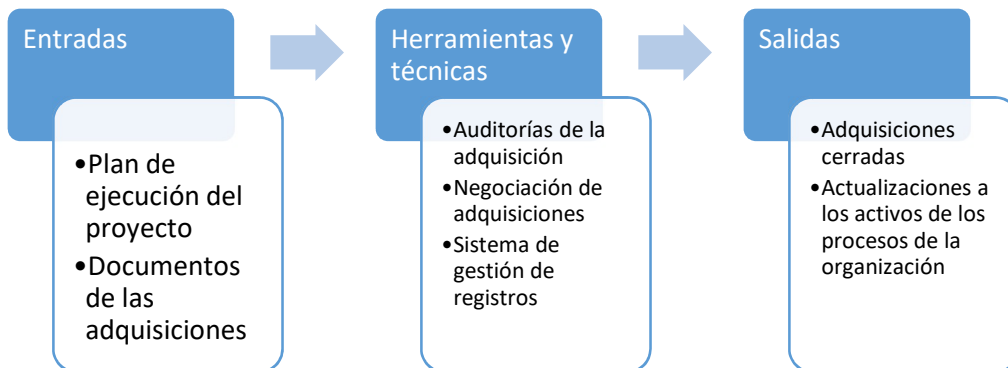 Entradas
•Plan de
ejecución del
proyecto
•Documentos
de las
adquisiciones
Herramientas y
técnicas
•Auditorías de la
adquisición
•Negociación de
adquisiciones
•Sistema de
gestión de
registros
Salidas
•Adquisiciones
cerradas
•Actualizaciones a
los activos de los
procesos de la
organización